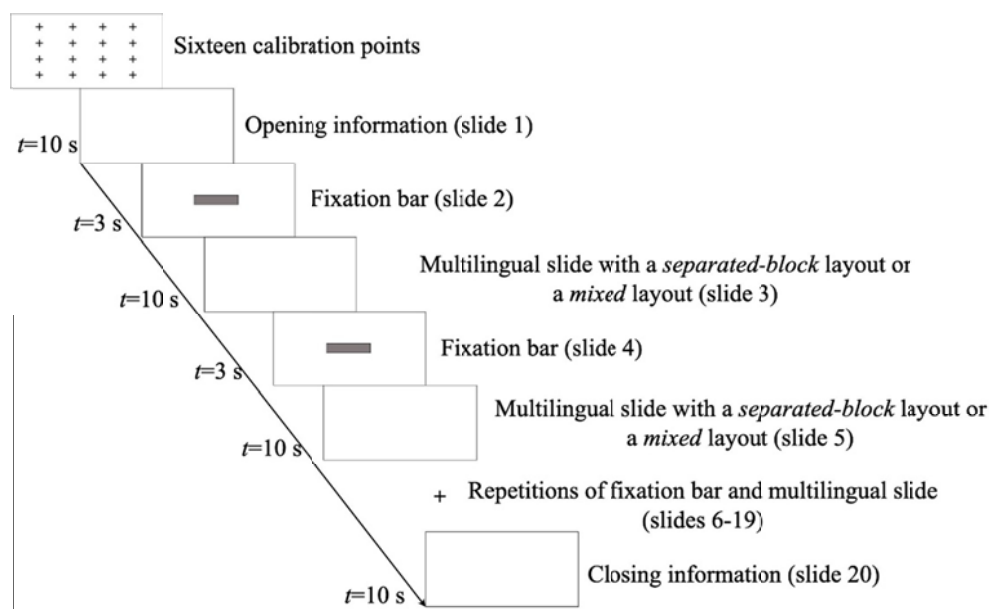 Sixteen calibration points
Opening information (slide 1)
t=10 s
Fixation bar (slide 2)
t=3 s
Multilingual slide with a separated-block layout or
a mixed layout (slide 3)
t=10 s
Fixation bar (slide 4)
t=3 s
Multilingual slide with a separated-block layout or
a mixed layout (slide 5)
t=10 s
+ Repetitions of fixation bar and multilingual slide
(slides 6-19)
Closing information (slide 20)
t=10 s